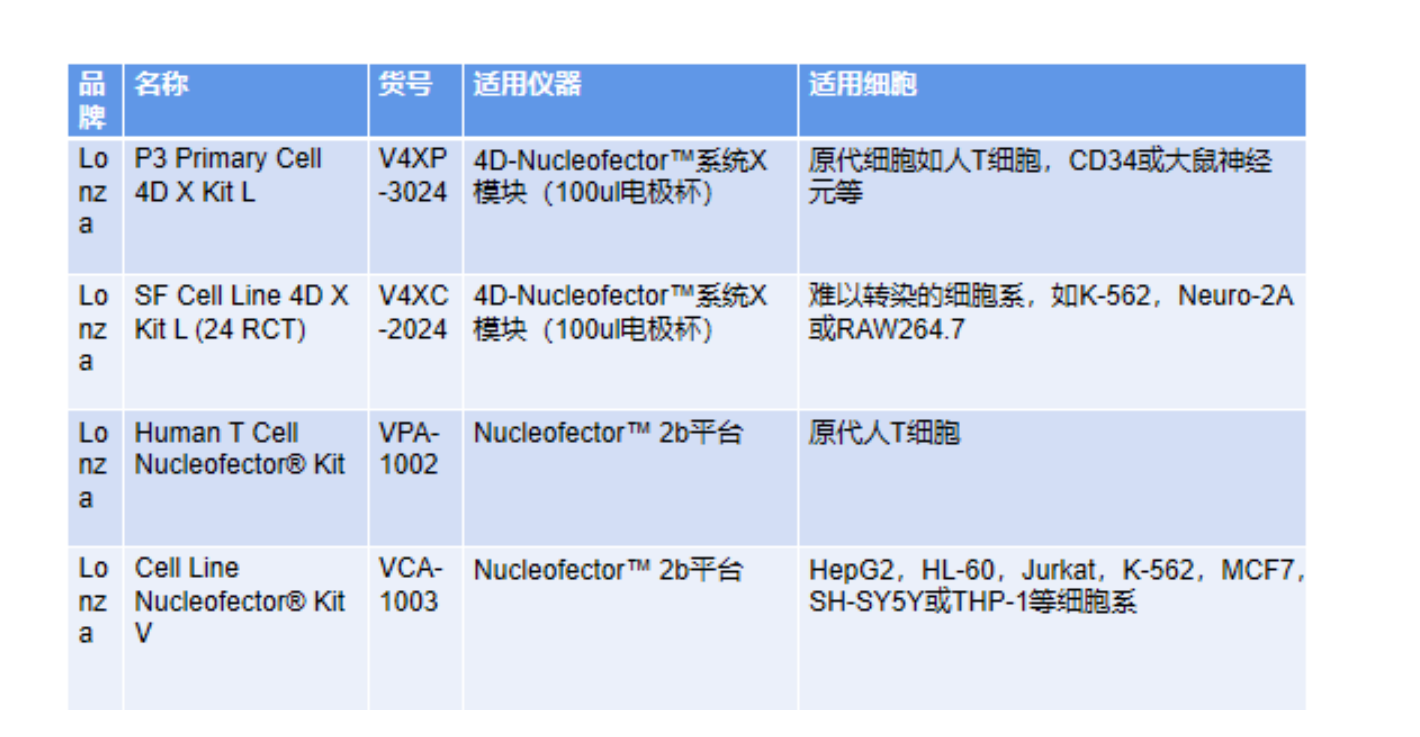 品
牌
名称
货号
适用仪器
适用细胞
Lo
nz
a
P3 Primary Cell
4D X Kit L
V4XP
-3024
4D-Nucleofector™系统X
模块（100ul电极杯）
原代细胞如人T细胞，CD34或大鼠神经
元等
Lo
nz
a
SF Cell Line 4D X
Kit L (24 RCT)
V4XC
-2024
4D-Nucleofector™系统X
模块（100ul电极杯）
难以转染的细胞系，如K-562，Neuro-2A
或RAW264.7
Lo
nz
a
Human T Cell
Nucleofector® Kit
VPA-
1002
Nucleofector™ 2b平台
原代人T细胞
Lo
nz
a
Cell Line
Nucleofector® Kit
V
VCA-
1003
Nucleofector™ 2b平台
HepG2，HL-60，Jurkat，K-562，MCF7，
SH-SY5Y或THP-1等细胞系